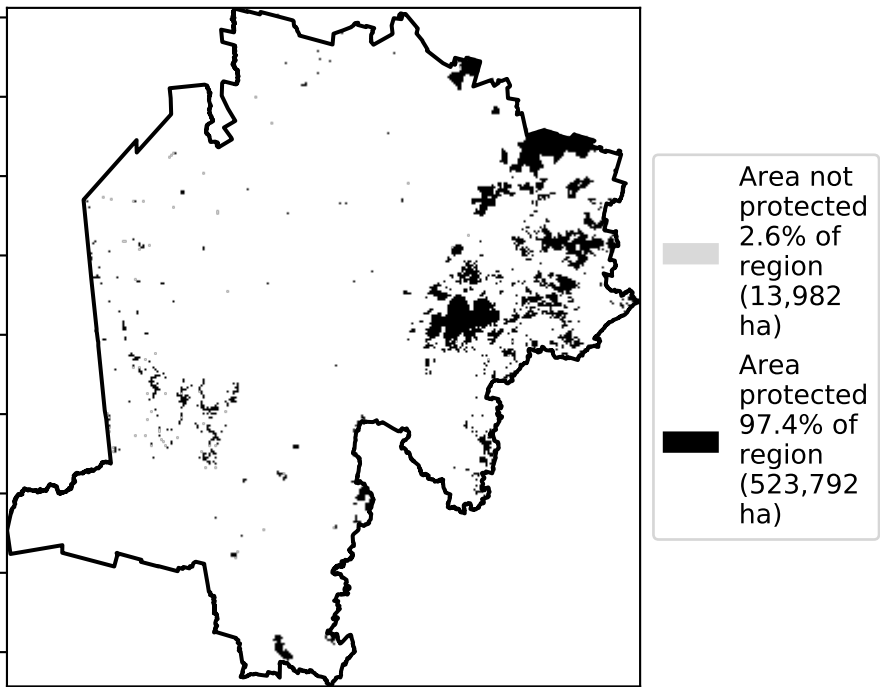 Area not
protected
2.6% of
region
(13,982
ha)
Area
protected
97.4% of
region
(523,792
ha)